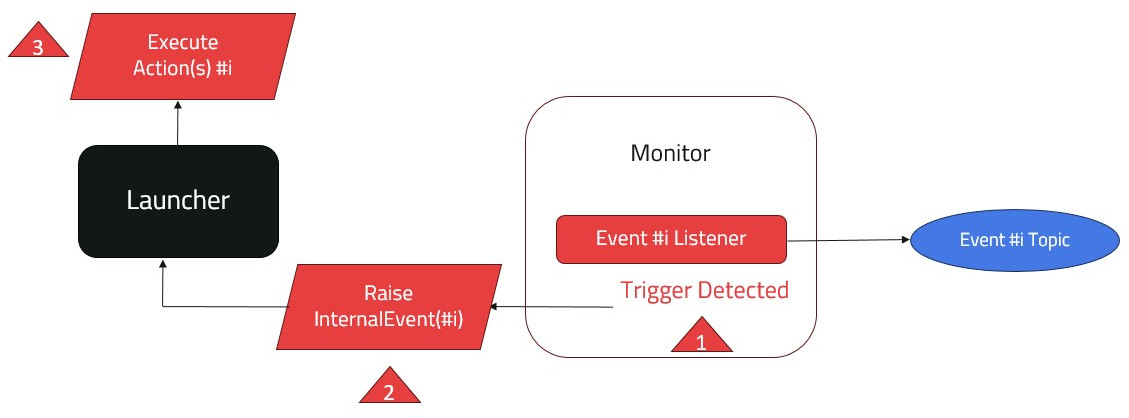 3
Execute
Action(s) #i
Launcher
Monitor
Event #i Listener
Event #i Topic
Trigger Detected
1
Raise
InternalEvent(#i)
2